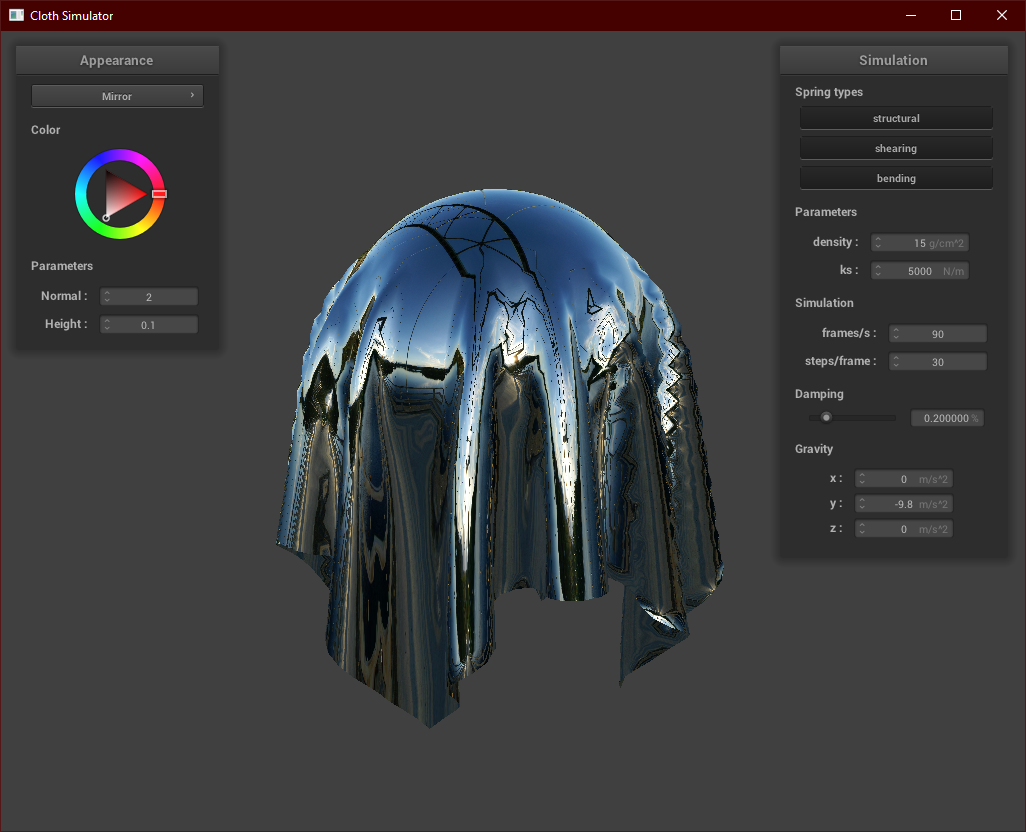 Cloth Simulator
Appearance
Mirror
Color
Parameters
Normal : 2
Height : 0.1
Simulation
Spring types
structural
shearing
bending
Parameters
density : 15 g/cm^2
ks : 5000 N/m
Simulation
frames/s : 90
steps/frame : 30
Damping
0.200000 %
Gravity
x : 0 m/s^2
y : -9.8 m/s^2
z : 0 m/s^2